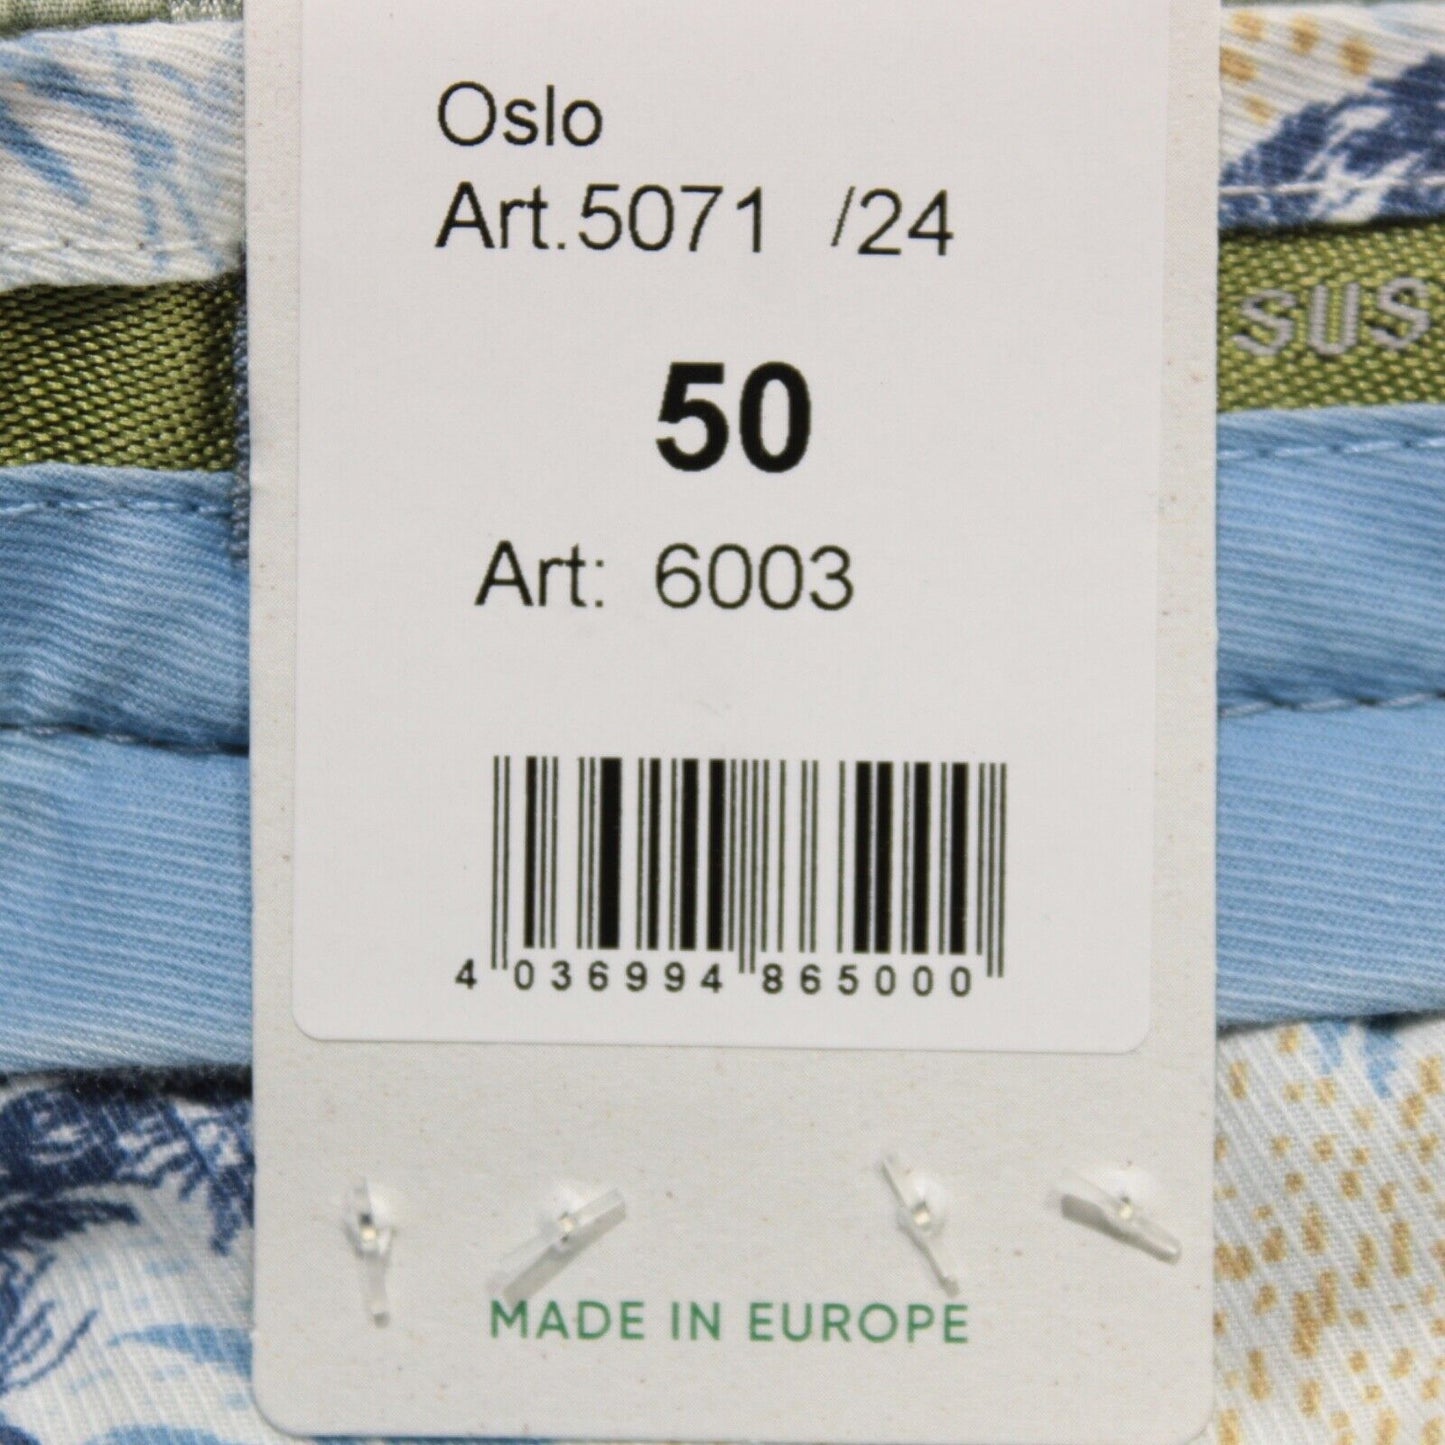 Oslo
Art.5071 /24
SUS
50
Art: 6003
4 036994 865000
MADE IN EUROPE